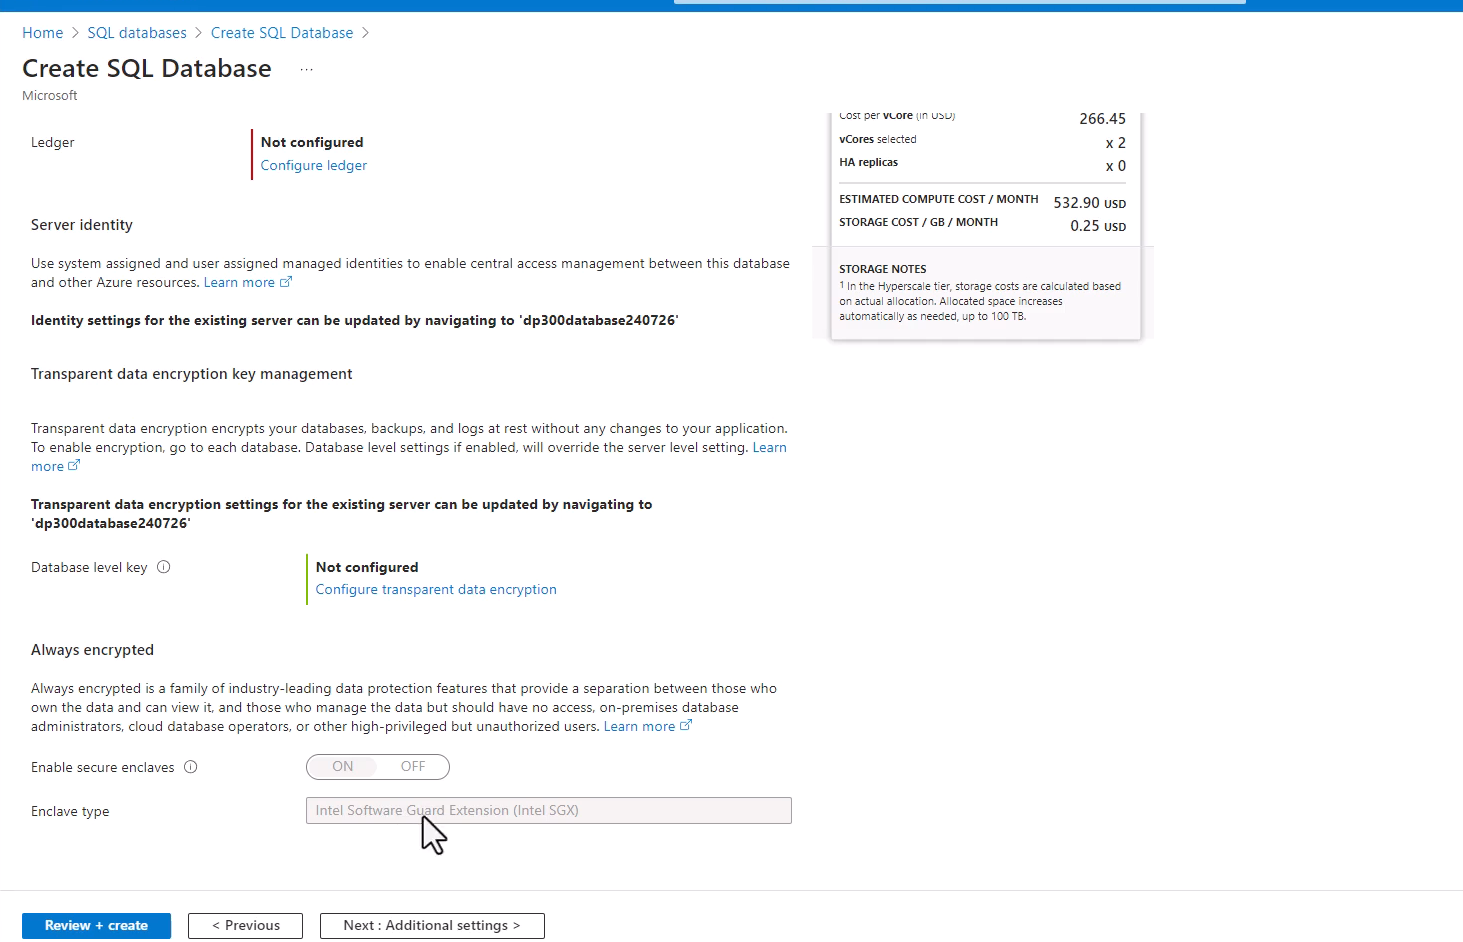 Home > SQL databases > Create SQL Database >
Create SQL Database ...
Microsoft
Ledger
Not configured
Configure ledger
Server identity
Use system assigned and user assigned managed identities to enable central access management between this database
and other Azure resources. Learn more
Identity settings for the existing server can be updated by navigating to 'dp300database240726'
Transparent data encryption key management
Transparent data encryption encrypts your databases, backups, and logs at rest without any changes to your application.
To enable encryption, go to each database. Database level settings if enabled, will override the server level setting. Learn
more
Transparent data encryption settings for the existing server can be updated by navigating to
'dp300database240726'
Database level key
Not configured
Configure transparent data encryption
Always encrypted
Always encrypted is a family of industry-leading data protection features that provide a separation between those who
own the data and can view it, and those who manage the data but should have no access, on-premises database
administrators, cloud database operators, or other high-privileged but unauthorized users. Learn more
Enable secure enclaves
ON OFF
Enclave type
Intel Software Guard Extension (Intel SGX)
Cost per vCore (in USD) 266.45
vCores selected x 2
HA replicas x 0
ESTIMATED COMPUTE COST / MONTH 532.90 USD
STORAGE COST / GB / MONTH 0.25 USD
STORAGE NOTES
1 In the Hyperscale tier, storage costs are calculated based
on actual allocation. Allocated space increases
automatically as needed, up to 100 TB.
Review + create
< Previous
Next : Additional settings >